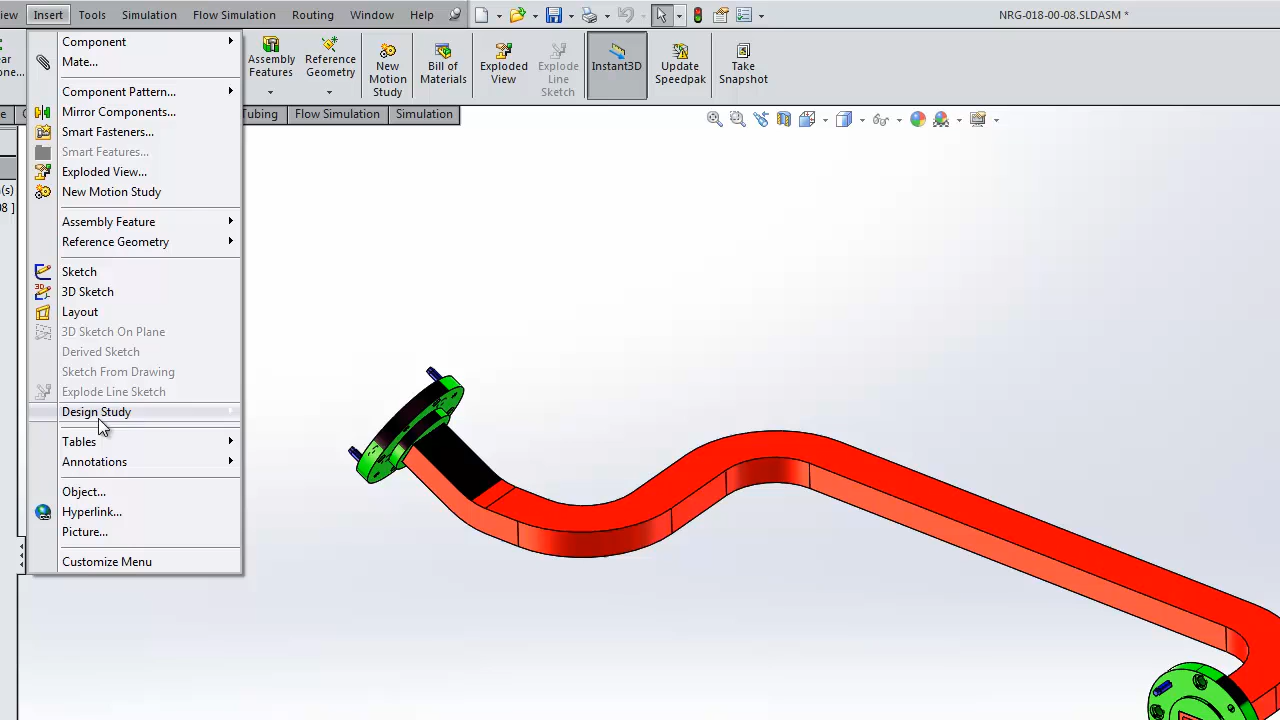 iew Insert Tools Simulation Flow Simulation Routing Window Help NRG-018-00-08.SLDASM *
Component
Mate...
Component Pattern...
Mirror Components...
Smart Fasteners...
Smart Features...
Exploded View...
New Motion Study
Assembly Feature
Reference Geometry
Sketch
3D Sketch
Layout
3D Sketch On Plane
Derived Sketch
Sketch From Drawing
Explode Line Sketch
Design Study
Tables
Annotations
Object...
Hyperlink...
Picture...
Customize Menu
ear
one...
Assembly
Features
Reference
Geometry
New
Motion
Study
Bill of
Materials
Exploded
View
Explode
Line
Sketch
Instant3D
Update
Speedpak
Take
Snapshot
Tubing Flow Simulation Simulation
(s)
08 ]